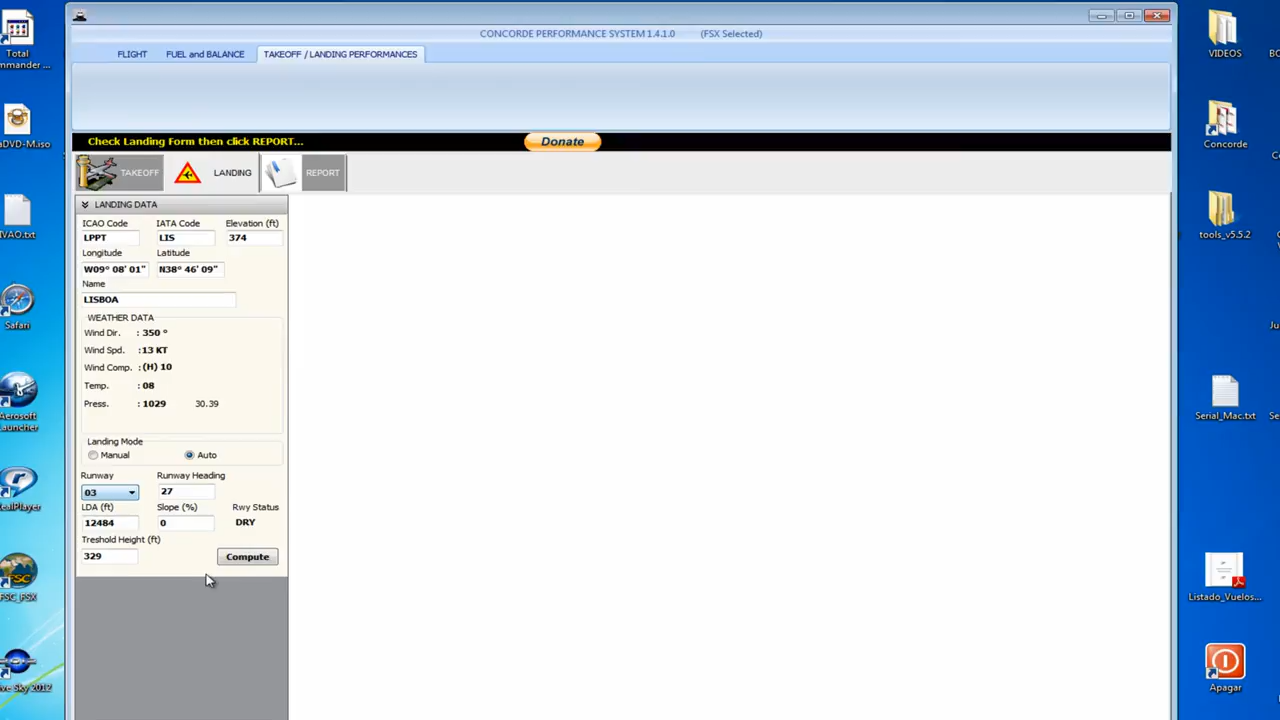 CONCORDE PERFORMANCE SYSTEM 1.4.1.0 (FSX Selected)
FLIGHT FUEL and BALANCE TAKEOFF / LANDING PERFORMANCES
Check Landing Form then click REPORT... Donate
TAKEOFF LANDING REPORT
LANDING DATA
ICAO Code IATA Code Elevation (ft)
LPPT LIS 374
Longitude Latitude
W09° 08' 01" N38° 46' 09"
Name
LISBOA
WEATHER DATA
Wind Dir. : 350 °
Wind Spd. :13 KT
Wind Comp. :(H) 10
Temp. : 08
Press. : 1029 30.39
Landing Mode
Manual Auto
Runway Runway Heading
03 27
LDA (ft) Slope (%) Rwy Status
12484 0 DRY
Treshold Height (ft)
329 Compute
Total
mmander ...
aDVD-M.iso
IVAO.txt
Safari
Aerosoft
auncher
ealPlayer
FSC_FSX
ive Sky 2012
VIDEOS
Concorde
tools_v5.5.2
Serial_Mac.txt
Listado_Vuelos...
Apagar